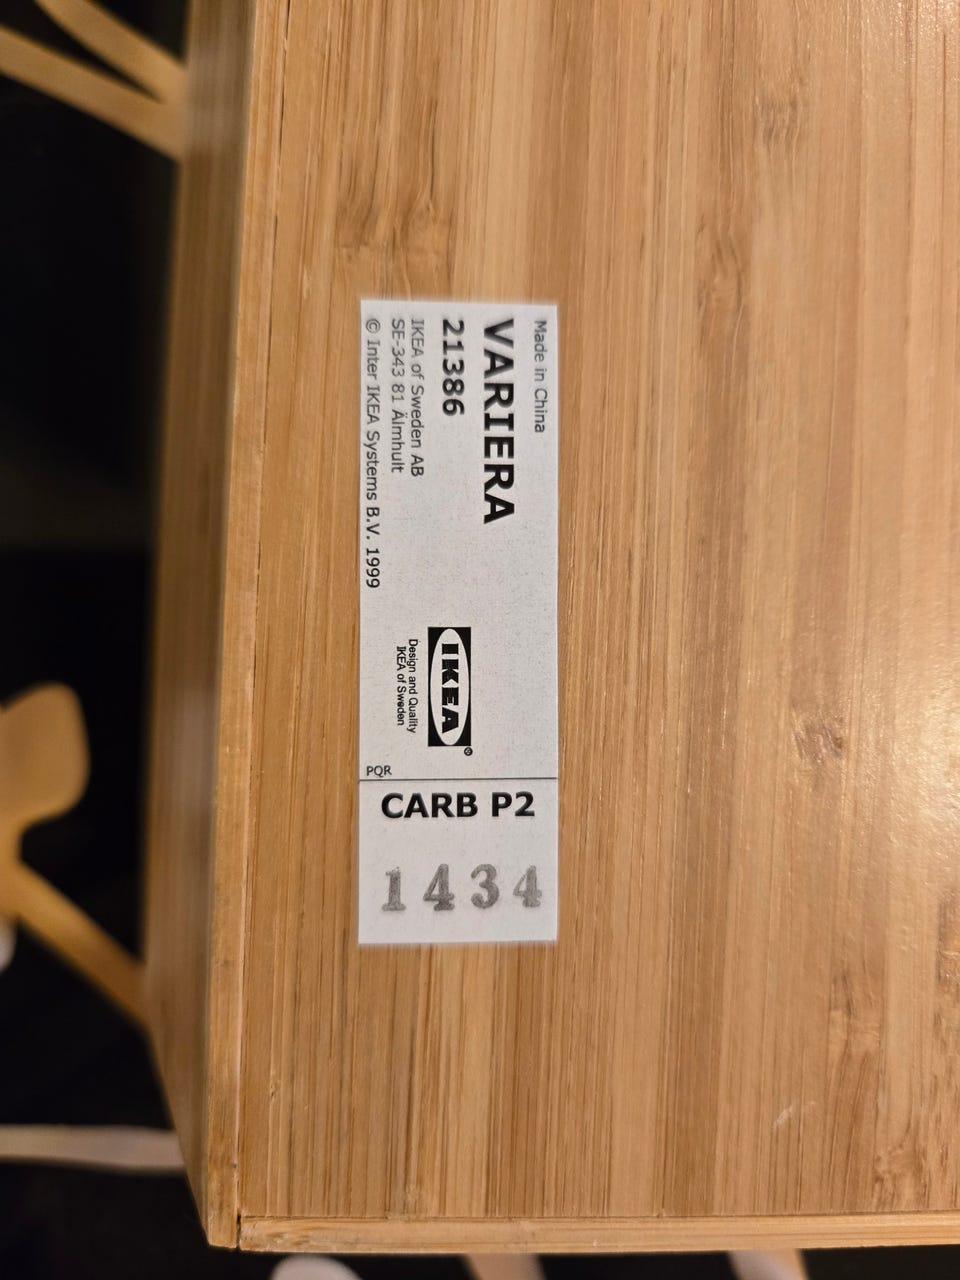 Made in China
VARIERA
21386
IKEA of Sweden AB
SE-343 81 Älmhult
© Inter IKEA Systems B.V. 1999
IKEA®
Design and Quality
IKEA of Sweden
PQR
CARB P2
1434